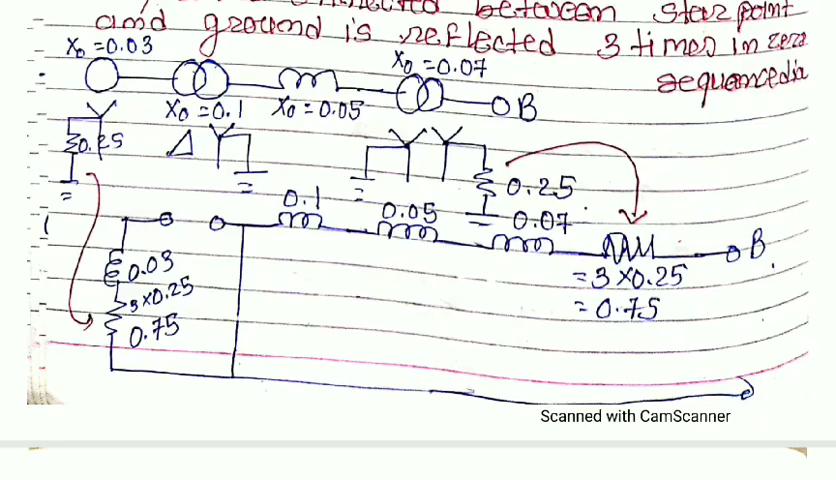 between star point
and ground is reflected 3 times in zero
sequence dia
X₀ = 0.03
X₀ = 0.07
B
X₀ = 0.1 X₀ = 0.05
0.25
Δ
0.25
0.1
0.05
0.07
B
0.03
3×0.25
0.75
= 3×0.25
= 0.75
Scanned with CamScanner